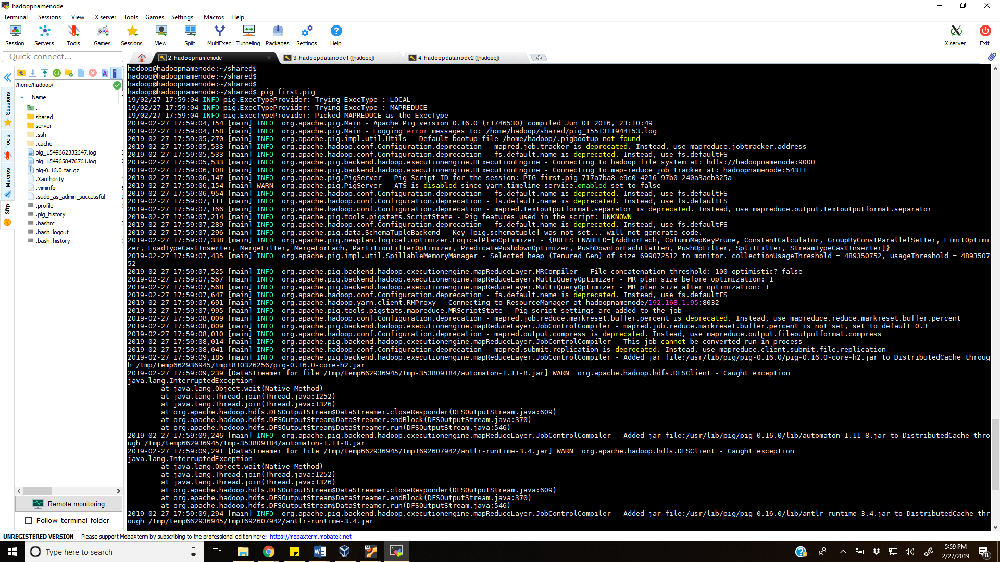 hadoopnamenode
Terminal Sessions View X server Tools Games Settings Macros Help
Session Servers Tools Games Sessions View Split MultiExec Tunneling Packages Settings Help X server Exit
Quick connect...
2. hadoopnamenode
3. hadoopdatanode1 ([hadoop])
4. hadoopdatanode2 ([hadoop])
Sessions
Tools
Macros
Sftp
/home/hadoop/
Name
..
shared
server
.ssh
.cache
pig_1549662332647.log
pig_1549658476761.log
pig-0.16.0.tar.gz
.Xauthority
.viminfo
.sudo_as_admin_successful
.profile
.pig_history
.bashrc
.bash_logout
.bash_history
Remote monitoring
Follow terminal folder
hadoop@hadoopnamenode:~/shared$
hadoop@hadoopnamenode:~/shared$
hadoop@hadoopnamenode:~/shared$
hadoop@hadoopnamenode:~/shared$ pig first.pig
19/02/27 17:59:04 INFO pig.ExecTypeProvider: Trying ExecType : LOCAL
19/02/27 17:59:04 INFO pig.ExecTypeProvider: Trying ExecType : MAPREDUCE
19/02/27 17:59:04 INFO pig.ExecTypeProvider: Picked MAPREDUCE as the ExecType
2019-02-27 17:59:04,154 [main] INFO  org.apache.pig.Main - Apache Pig version 0.16.0 (r1746530) compiled Jun 01 2016, 23:10:49
2019-02-27 17:59:04,158 [main] INFO  org.apache.pig.Main - Logging error messages to: /home/hadoop/shared/pig_1551311944153.log
2019-02-27 17:59:05,270 [main] INFO  org.apache.pig.impl.util.Utils - Default bootup file /home/hadoop/.pigbootup not found
2019-02-27 17:59:05,533 [main] INFO  org.apache.hadoop.conf.Configuration.deprecation - mapred.job.tracker is deprecated. Instead, use mapreduce.jobtracker.address
2019-02-27 17:59:05,533 [main] INFO  org.apache.hadoop.conf.Configuration.deprecation - fs.default.name is deprecated. Instead, use fs.defaultFS
2019-02-27 17:59:05,533 [main] INFO  org.apache.pig.backend.hadoop.executionengine.HExecutionEngine - Connecting to hadoop file system at: hdfs://hadoopnamenode:9000
2019-02-27 17:59:06,108 [main] INFO  org.apache.pig.backend.hadoop.executionengine.HExecutionEngine - Connecting to map-reduce job tracker at: hadoopnamenode:54311
2019-02-27 17:59:06,147 [main] INFO  org.apache.pig.PigServer - Pig Script ID for the session: PIG-first.pig-717a7ba8-e9c0-4216-97b0-240a3aeb325a
2019-02-27 17:59:06,154 [main] WARN  org.apache.pig.PigServer - ATS is disabled since yarn.timeline-service.enabled set to false
2019-02-27 17:59:06,954 [main] INFO  org.apache.hadoop.conf.Configuration.deprecation - fs.default.name is deprecated. Instead, use fs.defaultFS
2019-02-27 17:59:07,111 [main] INFO  org.apache.hadoop.conf.Configuration.deprecation - fs.default.name is deprecated. Instead, use fs.defaultFS
2019-02-27 17:59:07,166 [main] INFO  org.apache.hadoop.conf.Configuration.deprecation - mapred.textoutputformat.separator is deprecated. Instead, use mapreduce.output.textoutputformat.separator
2019-02-27 17:59:07,214 [main] INFO  org.apache.pig.tools.pigstats.ScriptState - Pig features used in the script: UNKNOWN
2019-02-27 17:59:07,289 [main] INFO  org.apache.hadoop.conf.Configuration.deprecation - fs.default.name is deprecated. Instead, use fs.defaultFS
2019-02-27 17:59:07,296 [main] INFO  org.apache.pig.data.SchemaTupleBackend - Key [pig.schematuple] was not set... will not generate code.
2019-02-27 17:59:07,338 [main] INFO  org.apache.pig.newplan.logical.optimizer.LogicalPlanOptimizer - {RULES_ENABLED=[AddForEach, ColumnMapKeyPrune, ConstantCalculator, GroupByConstParallelSetter, LimitOptimi
zer, LoadTypeCastInserter, MergeFilter, MergeForEach, PartitionFilterOptimizer, PredicatePushdownOptimizer, PushDownForEachFlatten, PushUpFilter, SplitFilter, StreamTypeCastInserter]}
2019-02-27 17:59:07,435 [main] INFO  org.apache.pig.impl.util.SpillableMemoryManager - Selected heap (Tenured Gen) of size 699072512 to monitor. collectionUsageThreshold = 489350752, usageThreshold = 4893507
52
2019-02-27 17:59:07,525 [main] INFO  org.apache.pig.backend.hadoop.executionengine.mapReduceLayer.MRCompiler - File concatenation threshold: 100 optimistic? false
2019-02-27 17:59:07,567 [main] INFO  org.apache.pig.backend.hadoop.executionengine.mapReduceLayer.MultiQueryOptimizer - MR plan size before optimization: 1
2019-02-27 17:59:07,568 [main] INFO  org.apache.pig.backend.hadoop.executionengine.mapReduceLayer.MultiQueryOptimizer - MR plan size after optimization: 1
2019-02-27 17:59:07,647 [main] INFO  org.apache.hadoop.conf.Configuration.deprecation - fs.default.name is deprecated. Instead, use fs.defaultFS
2019-02-27 17:59:07,691 [main] INFO  org.apache.hadoop.yarn.client.RMProxy - Connecting to ResourceManager at hadoopnamenode/192.168.1.95:8032
2019-02-27 17:59:07,995 [main] INFO  org.apache.pig.tools.pigstats.mapreduce.MRScriptState - Pig script settings are added to the job
2019-02-27 17:59:08,009 [main] INFO  org.apache.hadoop.conf.Configuration.deprecation - mapred.job.reduce.markreset.buffer.percent is deprecated. Instead, use mapreduce.reduce.markreset.buffer.percent
2019-02-27 17:59:08,009 [main] INFO  org.apache.pig.backend.hadoop.executionengine.mapReduceLayer.JobControlCompiler - mapred.job.reduce.markreset.buffer.percent is not set, set to default 0.3
2019-02-27 17:59:08,010 [main] INFO  org.apache.hadoop.conf.Configuration.deprecation - mapred.output.compress is deprecated. Instead, use mapreduce.output.fileoutputformat.compress
2019-02-27 17:59:08,014 [main] INFO  org.apache.pig.backend.hadoop.executionengine.mapReduceLayer.JobControlCompiler - This job cannot be converted run in-process
2019-02-27 17:59:08,041 [main] INFO  org.apache.hadoop.conf.Configuration.deprecation - mapred.submit.replication is deprecated. Instead, use mapreduce.client.submit.file.replication
2019-02-27 17:59:09,185 [main] INFO  org.apache.pig.backend.hadoop.executionengine.mapReduceLayer.JobControlCompiler - Added jar file:/usr/lib/pig/pig-0.16.0/pig-0.16.0-core-h2.jar to DistributedCache throug
h /tmp/temp662936945/tmp1810326256/pig-0.16.0-core-h2.jar
2019-02-27 17:59:09,239 [DataStreamer for file /tmp/temp662936945/tmp-353809184/automaton-1.11-8.jar] WARN  org.apache.hadoop.hdfs.DFSClient - Caught exception
java.lang.InterruptedException
at java.lang.Object.wait(Native Method)
at java.lang.Thread.join(Thread.java:1252)
at java.lang.Thread.join(Thread.java:1326)
at org.apache.hadoop.hdfs.DFSOutputStream$DataStreamer.closeResponder(DFSOutputStream.java:609)
at org.apache.hadoop.hdfs.DFSOutputStream$DataStreamer.endBlock(DFSOutputStream.java:370)
at org.apache.hadoop.hdfs.DFSOutputStream$DataStreamer.run(DFSOutputStream.java:546)
2019-02-27 17:59:09,246 [main] INFO  org.apache.pig.backend.hadoop.executionengine.mapReduceLayer.JobControlCompiler - Added jar file:/usr/lib/pig/pig-0.16.0/lib/automaton-1.11-8.jar to DistributedCache thro
ugh /tmp/temp662936945/tmp-353809184/automaton-1.11-8.jar
2019-02-27 17:59:09,291 [DataStreamer for file /tmp/temp662936945/tmp1692607942/antlr-runtime-3.4.jar] WARN  org.apache.hadoop.hdfs.DFSClient - Caught exception
java.lang.InterruptedException
at java.lang.Object.wait(Native Method)
at java.lang.Thread.join(Thread.java:1252)
at java.lang.Thread.join(Thread.java:1326)
at org.apache.hadoop.hdfs.DFSOutputStream$DataStreamer.closeResponder(DFSOutputStream.java:609)
at org.apache.hadoop.hdfs.DFSOutputStream$DataStreamer.endBlock(DFSOutputStream.java:370)
at org.apache.hadoop.hdfs.DFSOutputStream$DataStreamer.run(DFSOutputStream.java:546)
2019-02-27 17:59:09,294 [main] INFO  org.apache.pig.backend.hadoop.executionengine.mapReduceLayer.JobControlCompiler - Added jar file:/usr/lib/pig/pig-0.16.0/lib/antlr-runtime-3.4.jar to DistributedCache thr
ough /tmp/temp662936945/tmp1692607942/antlr-runtime-3.4.jar
UNREGISTERED VERSION - Please support MobaXterm by subscribing to the professional edition here: https://mobaxterm.mobatek.net
Type here to search
5:59 PM
2/27/2019
8